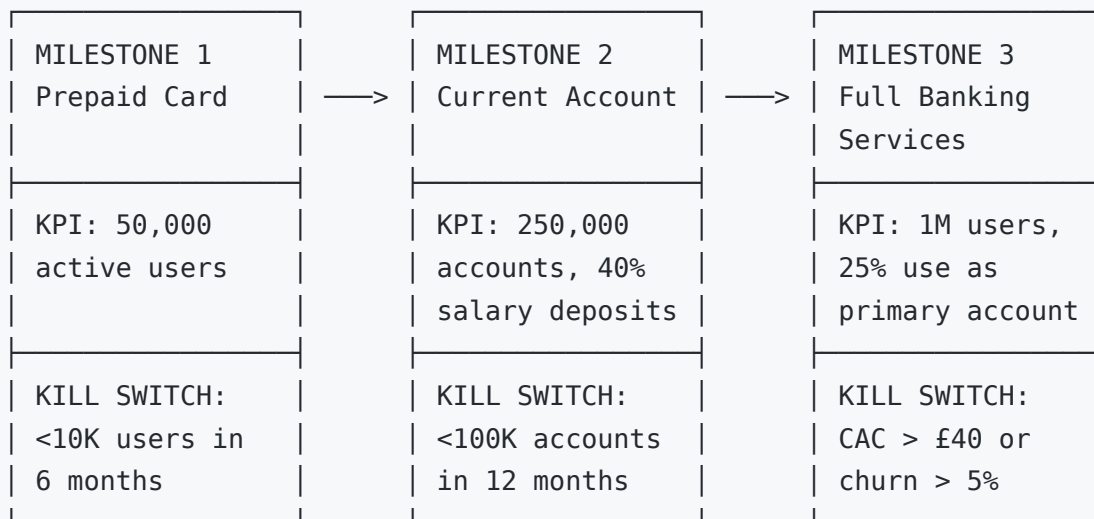 MILESTONE 1
Prepaid Card
MILESTONE 2
Current Account
MILESTONE 3
Full Banking
Services
KPI: 50,000
active users
KPI: 250,000
accounts, 40%
salary deposits
KPI: 1M users,
25% use as
primary account
KILL SWITCH:
<10K users in
6 months
KILL SWITCH:
<100K accounts
in 12 months
KILL SWITCH:
CAC > £40 or
churn > 5%